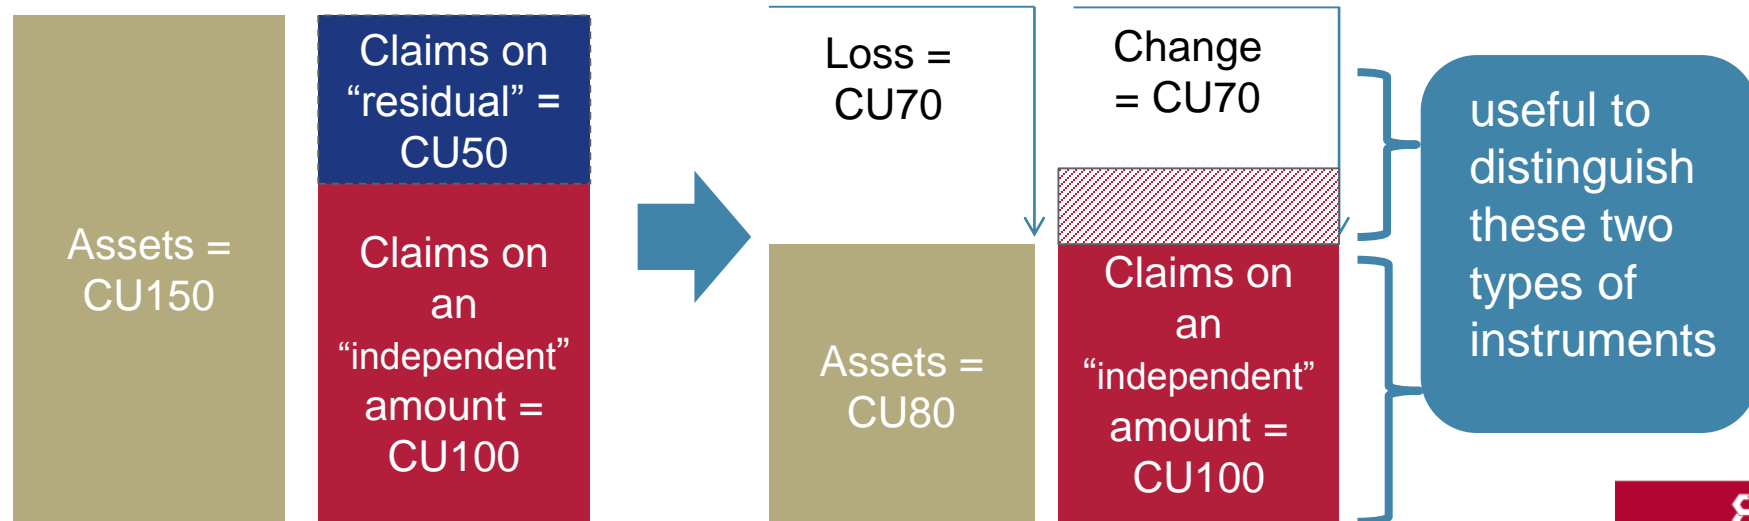 Assets =
CU150
Claims on
“residual” =
CU50
Claims on
an
“independent”
amount =
CU100
Loss =
CU70
Assets =
CU80
Change
= CU70
Claims on
an
“independent”
amount =
CU100
useful to
distinguish
these two
types of
instruments